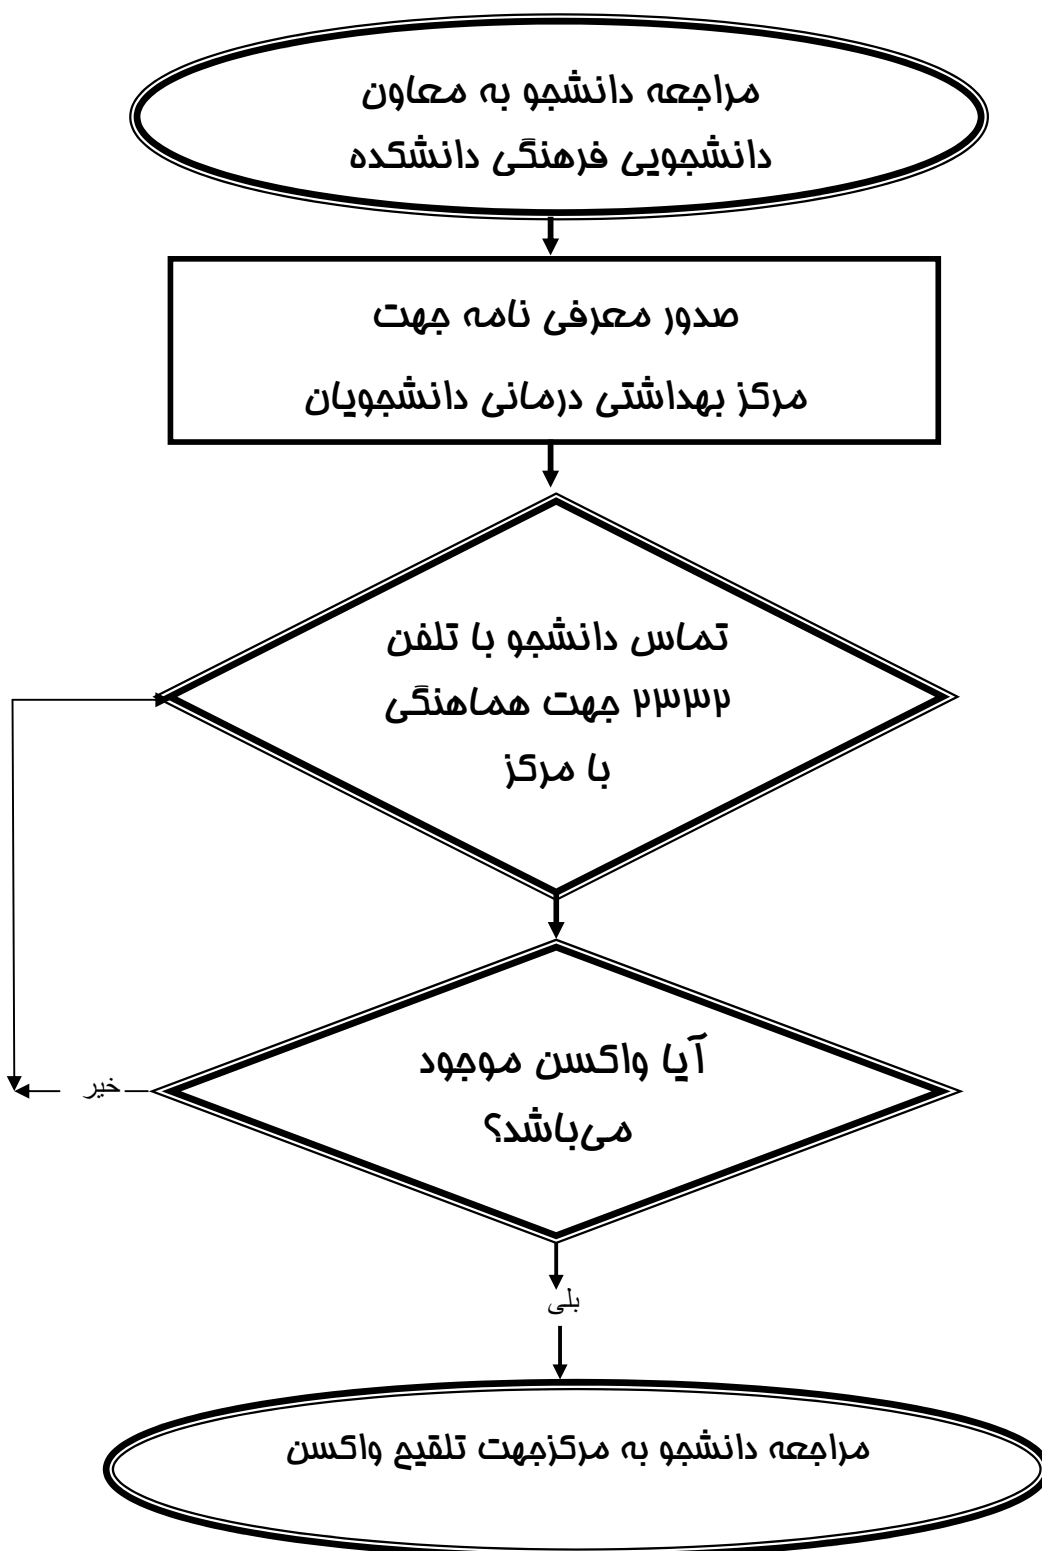 مراجعه دانشجو به معاون
دانشجویی فرهنگی دانشکده
صدور معرفی نامه جهت
مرکز بهداشتی درمانی دانشجویان
تماس دانشجو با تلفن
۲۳۳۲ جهت هماهنگی
با مرکز
آیا واکسن موجود
می‌باشد؟
خیر
بلی
مراجعه دانشجو به مرکزجهت تلقیح واکسن